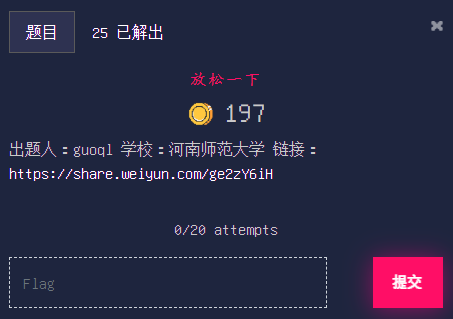 题目 25 已解出
放松一下
197
出题人：guoql 学校：河南师范大学 链接：
https://share.weiyun.com/ge2zY6iH
0/20 attempts
Flag 提交